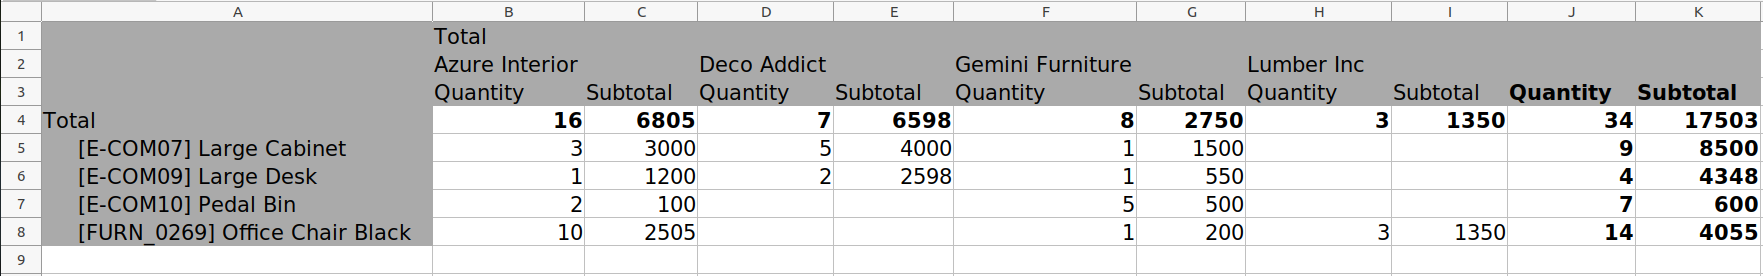 A B C D E F G H I J K
1 Total
2 Azure Interior Deco Addict Gemini Furniture Lumber Inc
3 Quantity Subtotal Quantity Subtotal Quantity Subtotal Quantity Subtotal Quantity Subtotal
4 Total 16 6805 7 6598 8 2750 3 1350 34 17503
5 [E-COM07] Large Cabinet 3 3000 5 4000 1 1500 9 8500
6 [E-COM09] Large Desk 1 1200 2 2598 1 550 4 4348
7 [E-COM10] Pedal Bin 2 100 5 500 7 600
8 [FURN_0269] Office Chair Black 10 2505 1 200 3 1350 14 4055
9